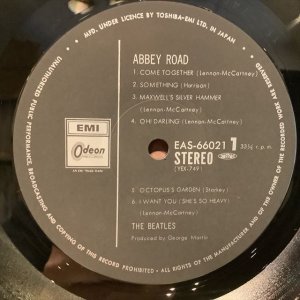 MFD. UNDER LICENCE BY TOSHIBA-EMI LTD. IN JAPAN
UNAUTHORIZED PUBLIC PERFORMANCE, BROADCASTING AND COPYING OF THIS RECORD PROHIBITED · ALL RIGHTS OF THE MANUFACTURER AND OF THE OWNER OF THE RECORDED WORK RESERVED
ABBEY ROAD
1. COME TOGETHER (Lennon-McCartney)
2. SOMETHING (Harrison)
3. MAXWELL'S SILVER HAMMER
(Lennon-McCartney)
4. OH! DARLING (Lennon-McCartney)
EMI
Odeon
EAS-66021 1 33⅓ r.p.m.
STEREO
(YEX-749)
5. OCTOPUS'S GARDEN (Starkey)
6. I WANT YOU (SHE'S SO HEAVY)
(Lennon-McCartney)
THE BEATLES
Produced by George Martin